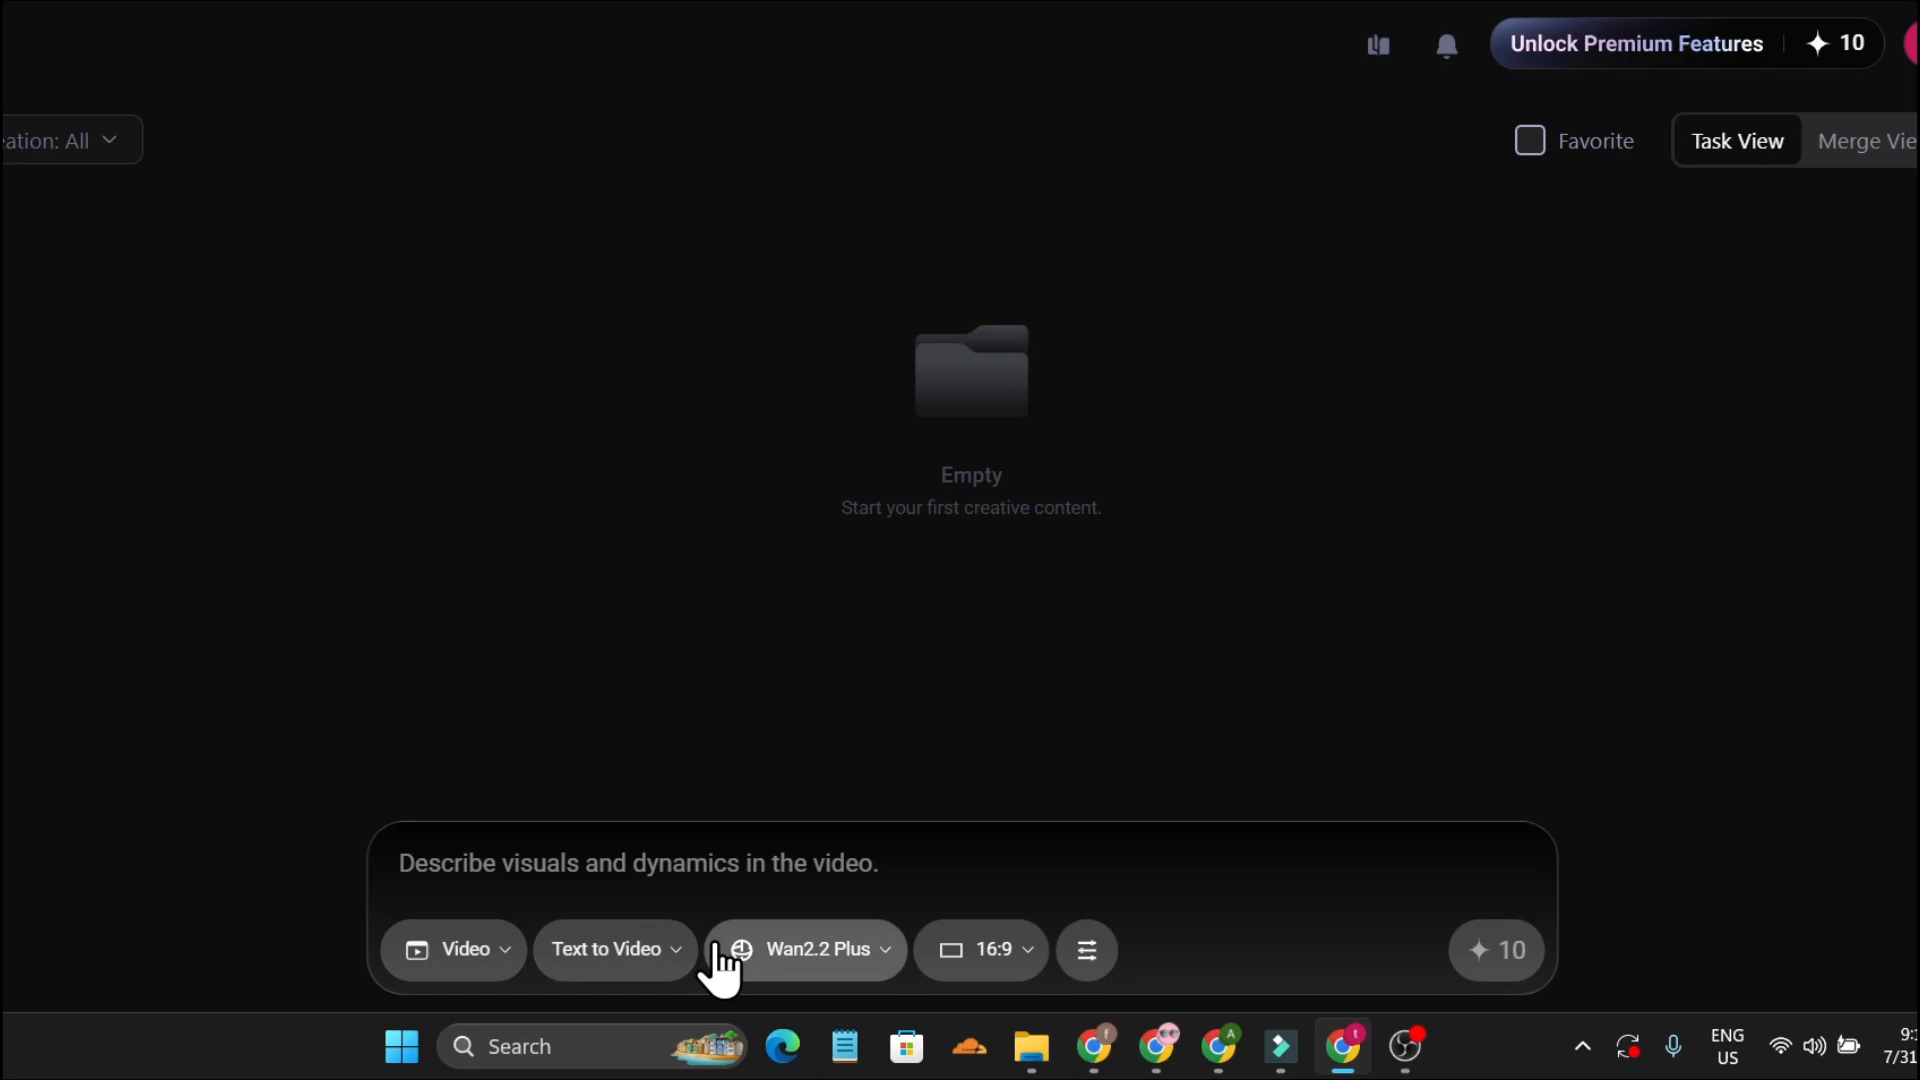 Unlock Premium Features 10
eation: All
Favorite
Task View
Merge Vie
Empty
Start your first creative content.
Describe visuals and dynamics in the video.
Video
Text to Video
Wan2.2 Plus
16:9
10
Search
f
A
t
ENG
US
9:
7/31